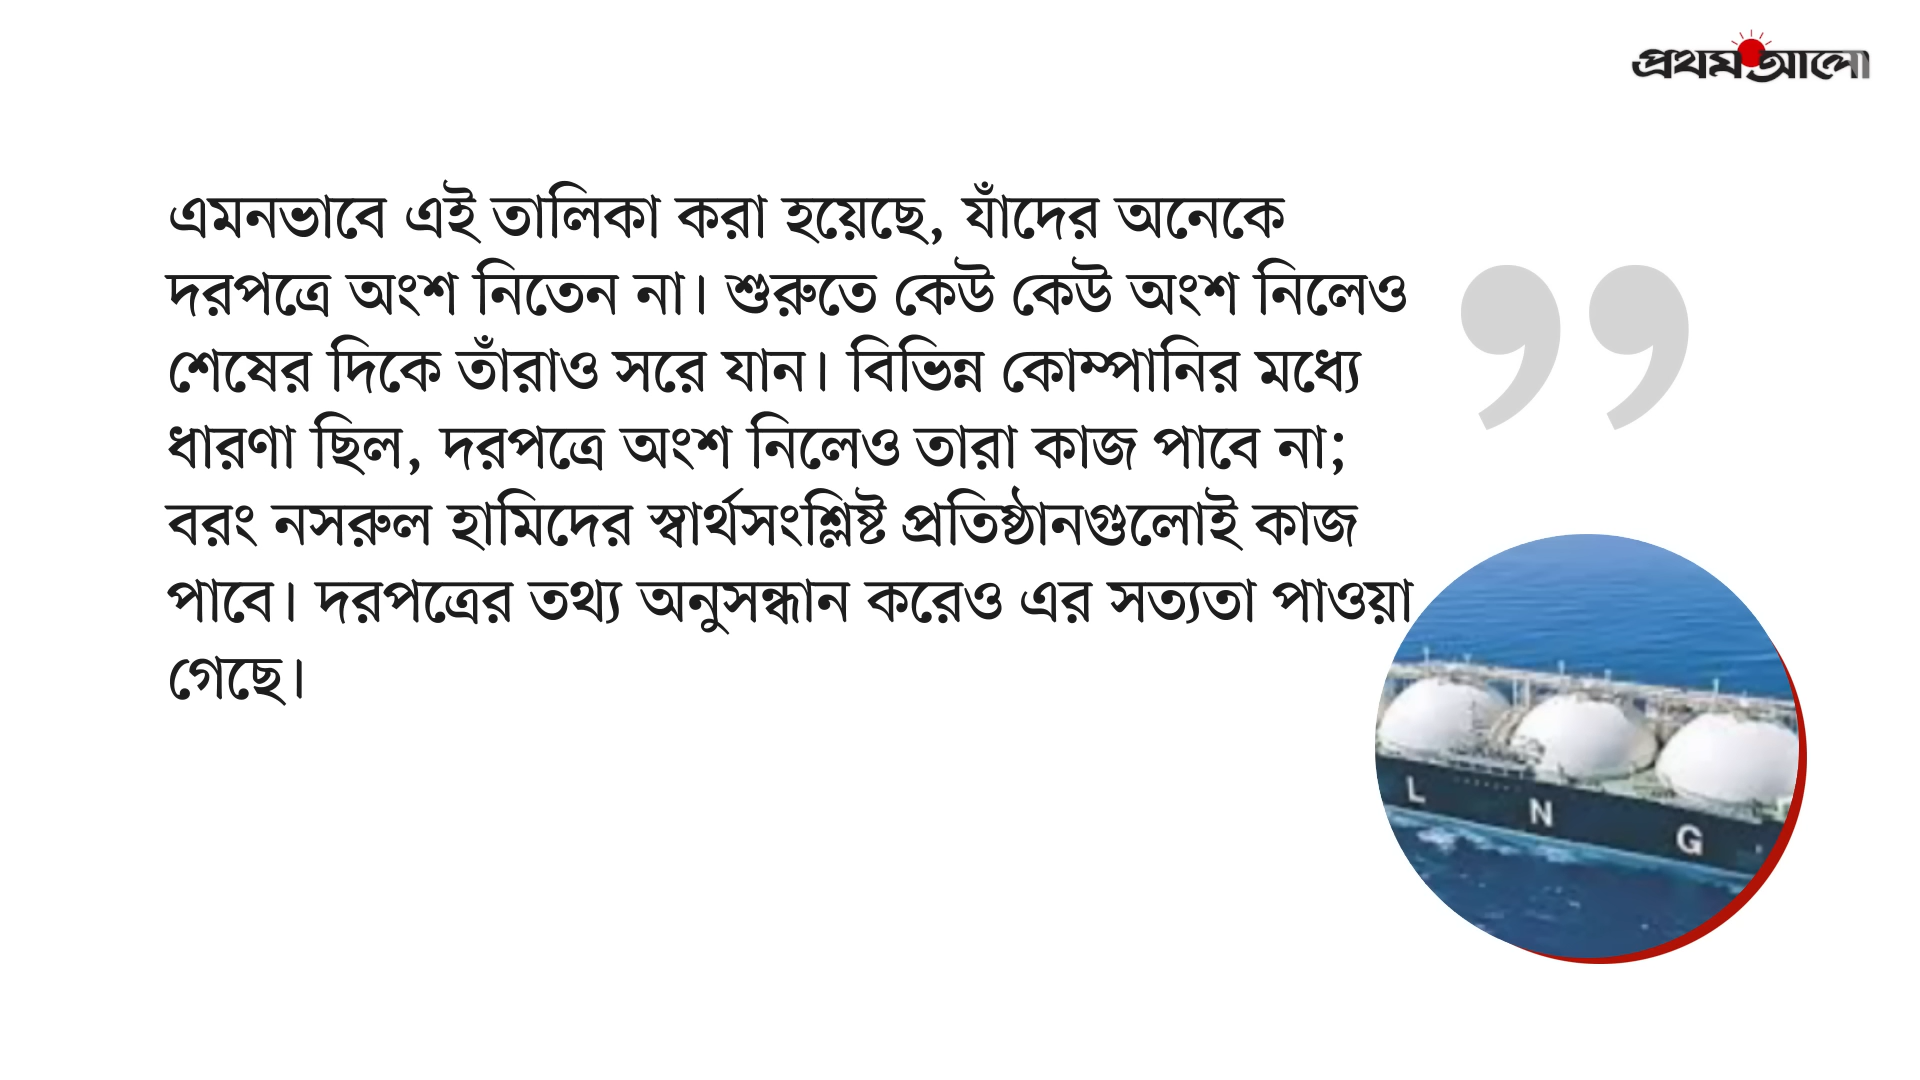 প্রথম আলো
এমনভাবে এই তালিকা করা হয়েছে, যাঁদের অনেকে
দরপত্রে অংশ নিতেন না। শুরুতে কেউ কেউ অংশ নিলেও
শেষের দিকে তাঁরাও সরে যান। বিভিন্ন কোম্পানির মধ্যে
ধারণা ছিল, দরপত্রে অংশ নিলেও তারা কাজ পাবে না;
বরং নসরুল হামিদের স্বার্থসংশ্লিষ্ট প্রতিষ্ঠানগুলোই কাজ
পাবে। দরপত্রের তথ্য অনুসন্ধান করেও এর সত্যতা পাওয়া
গেছে।
”
L N G